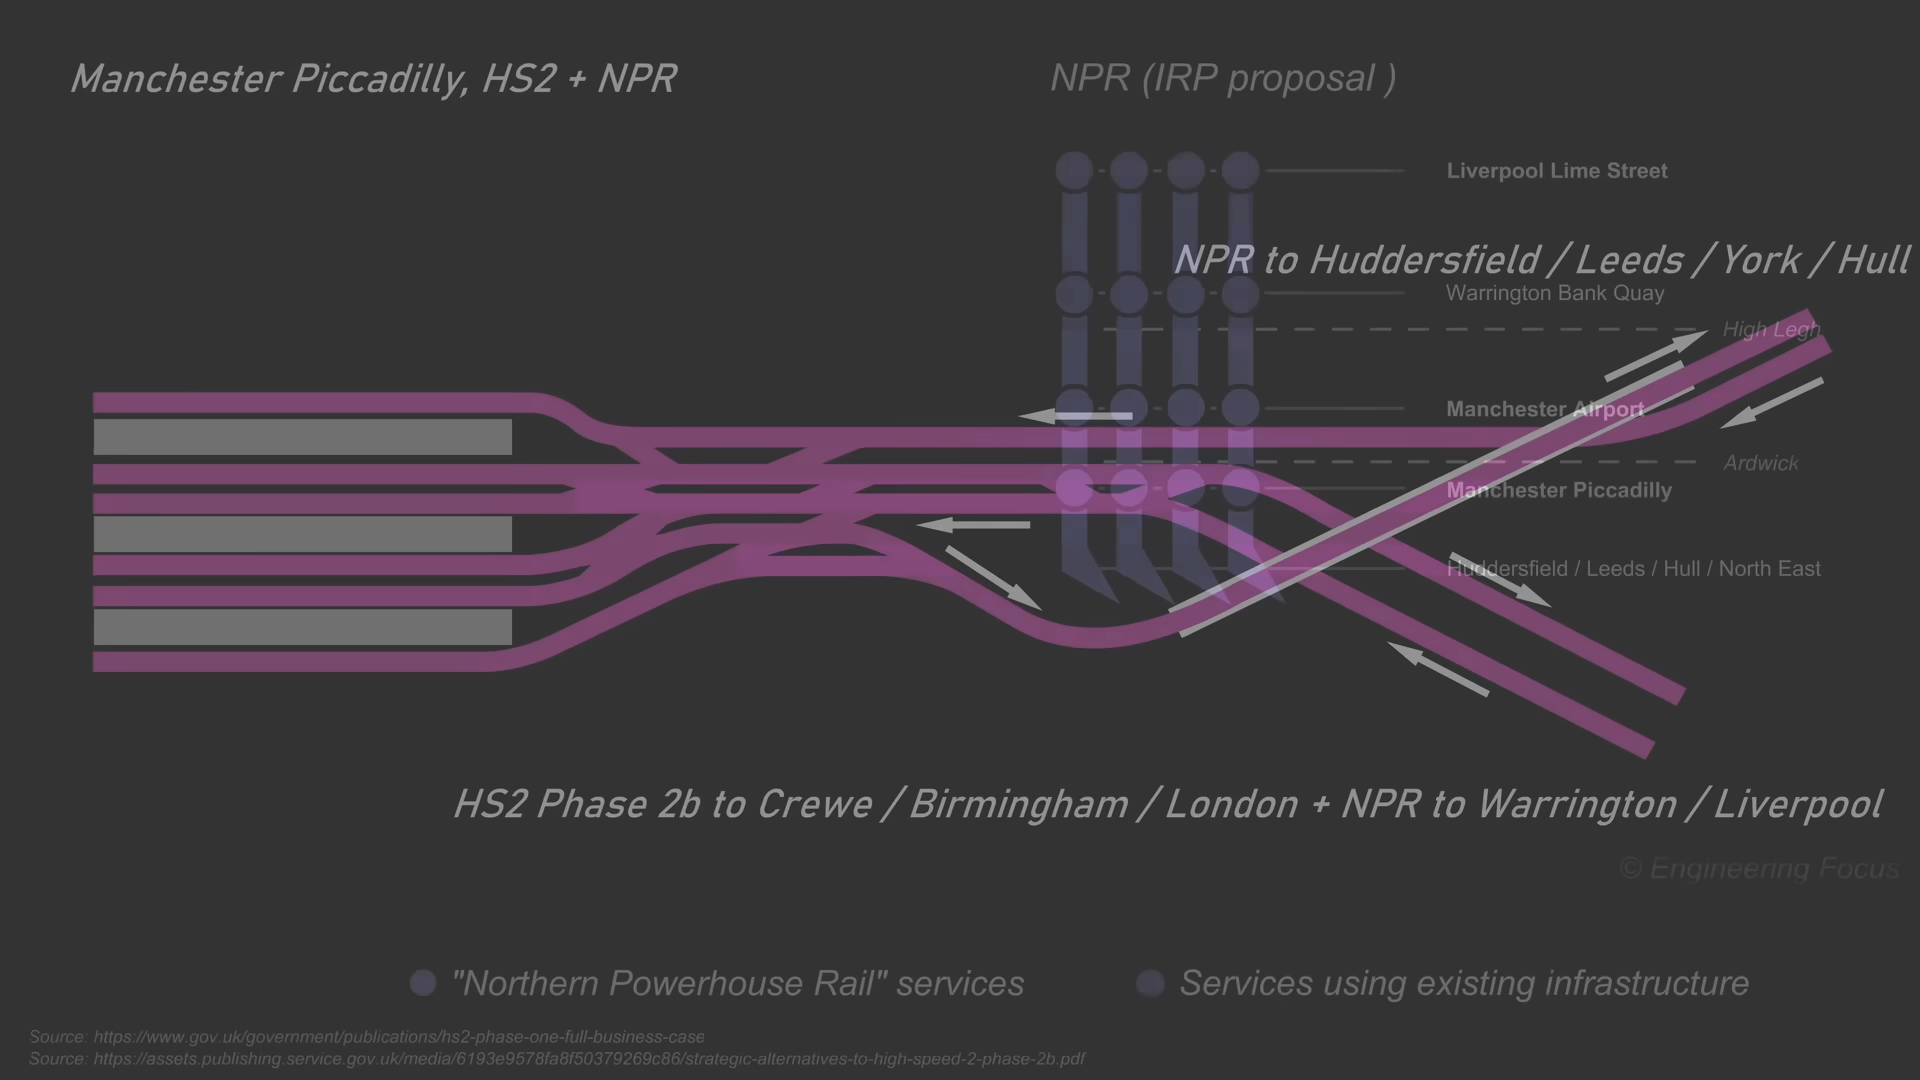 Manchester Piccadilly, HS2 + NPR
NPR (IRP proposal )
Liverpool Lime Street
NPR to Huddersfield / Leeds / York / Hull
Warrington Bank Quay
High Legh
Manchester Airport
Ardwick
Manchester Piccadilly
Huddersfield / Leeds / Hull / North East
HS2 Phase 2b to Crewe / Birmingham / London + NPR to Warrington / Liverpool
© Engineering Focus
"Northern Powerhouse Rail" services
Services using existing infrastructure
Source: https://www.gov.uk/government/publications/hs2-phase-one-full-business-case
Source: https://assets.publishing.service.gov.uk/media/6193e9578fa8f50379269c86/strategic-alternatives-to-high-speed-2-phase-2b.pdf